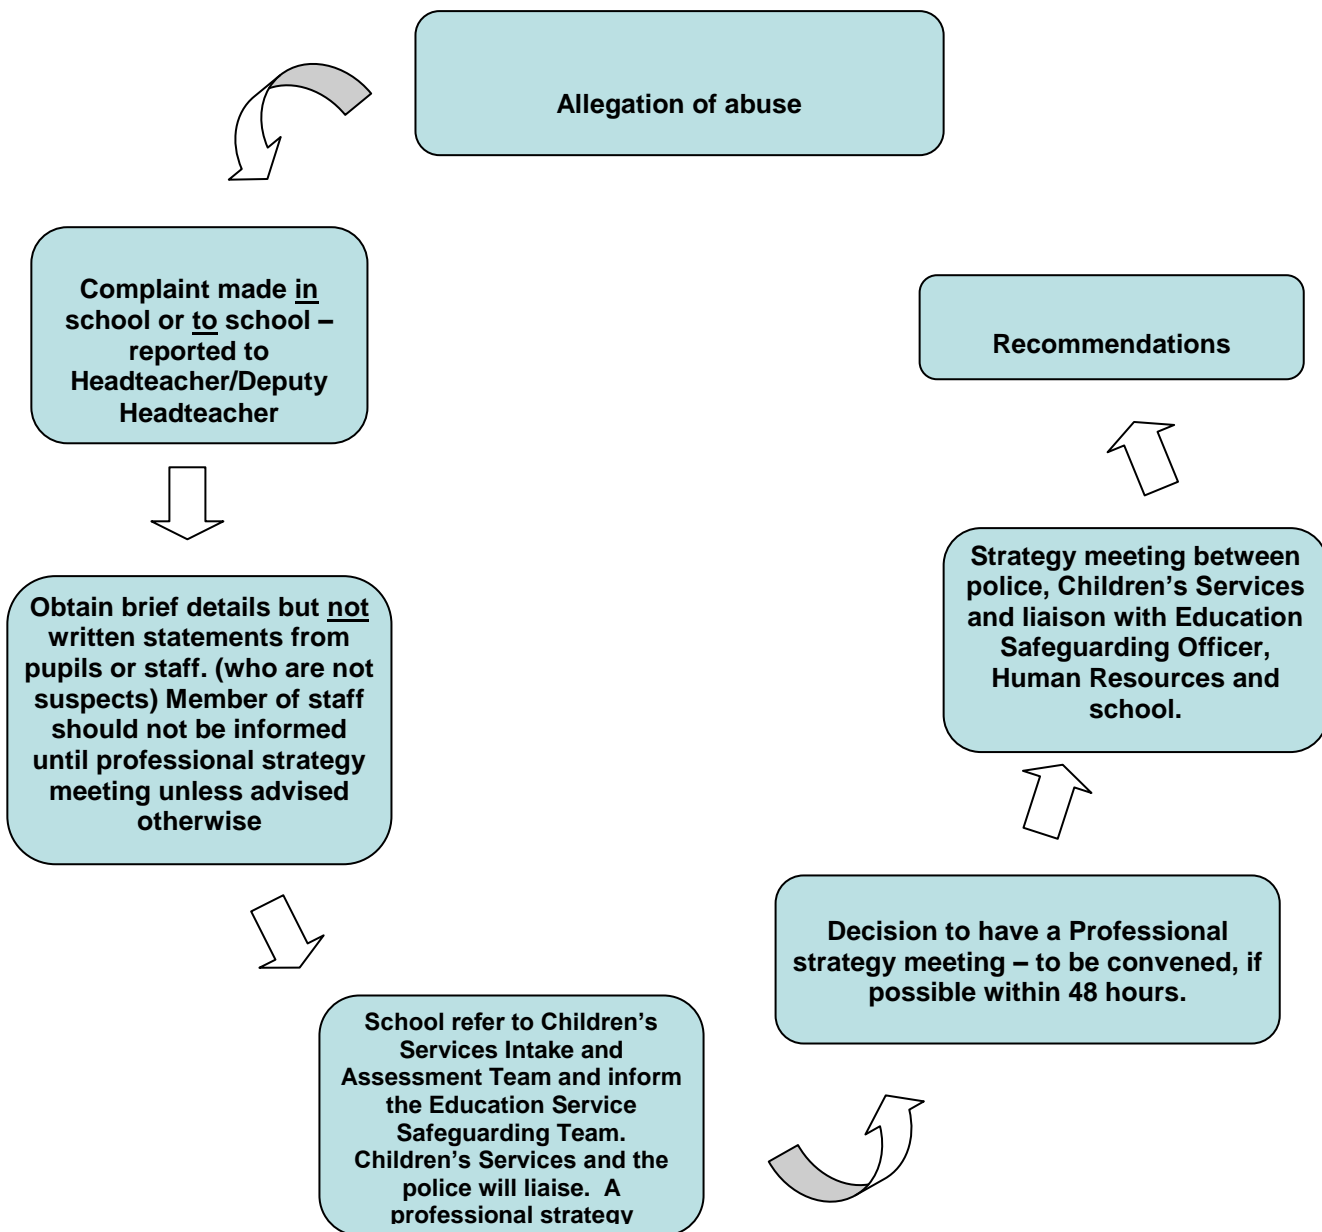 Allegation of abuse
Complaint made in
school or to school –
reported to
Headteacher/Deputy
Headteacher
Obtain brief details but not
written statements from
pupils or staff. (who are not
suspects) Member of staff
should not be informed
until professional strategy
meeting unless advised
otherwise
School refer to Children’s
Services Intake and
Assessment Team and inform
the Education Service
Safeguarding Team.
Children’s Services and the
police will liaise.  A
professional strategy
Decision to have a Professional
strategy meeting – to be convened, if
possible within 48 hours.
Strategy meeting between
police, Children’s Services
and liaison with Education
Safeguarding Officer,
Human Resources and
school.
Recommendations